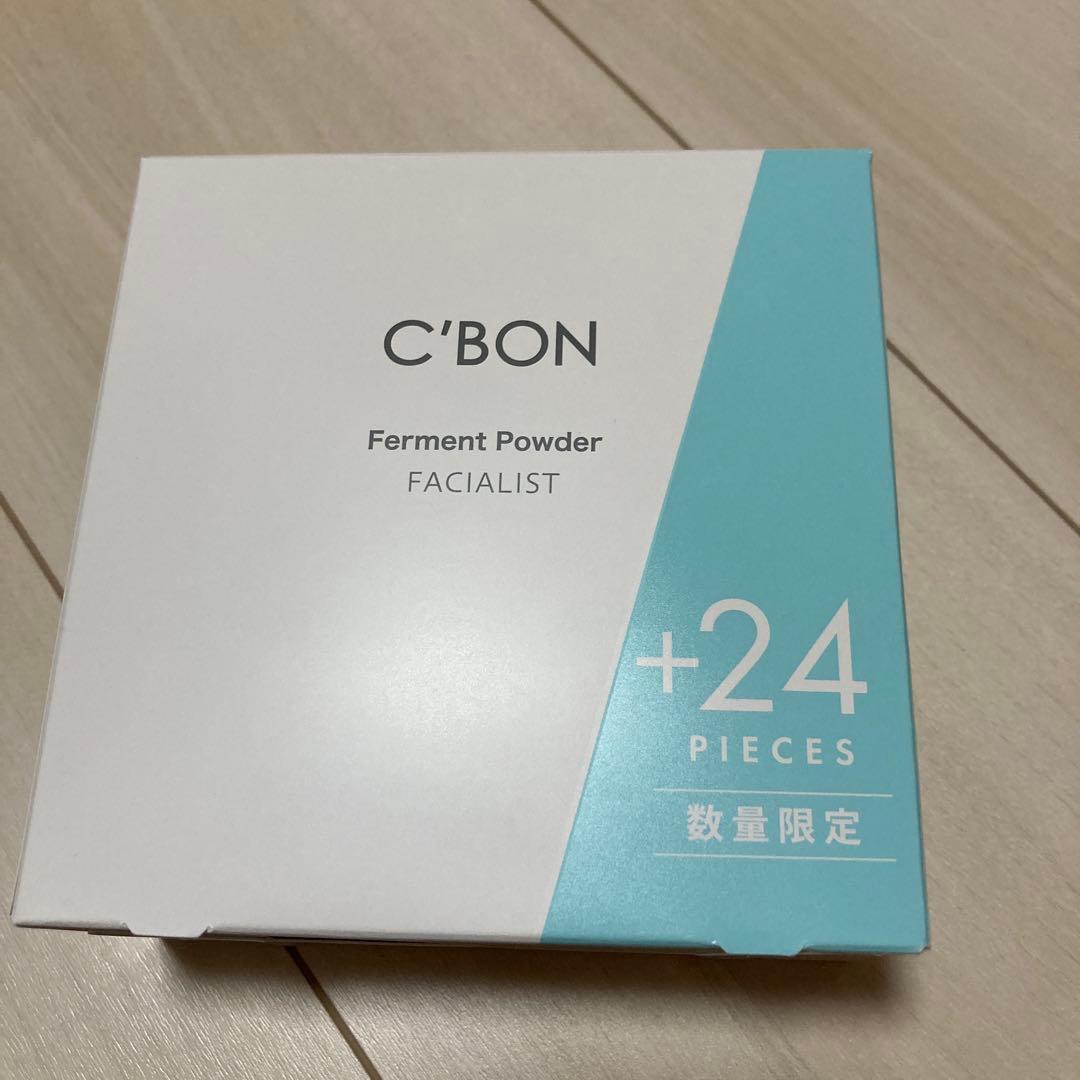 C'BON
Ferment Powder
FACIALIST
+24
PIECES
数量限定